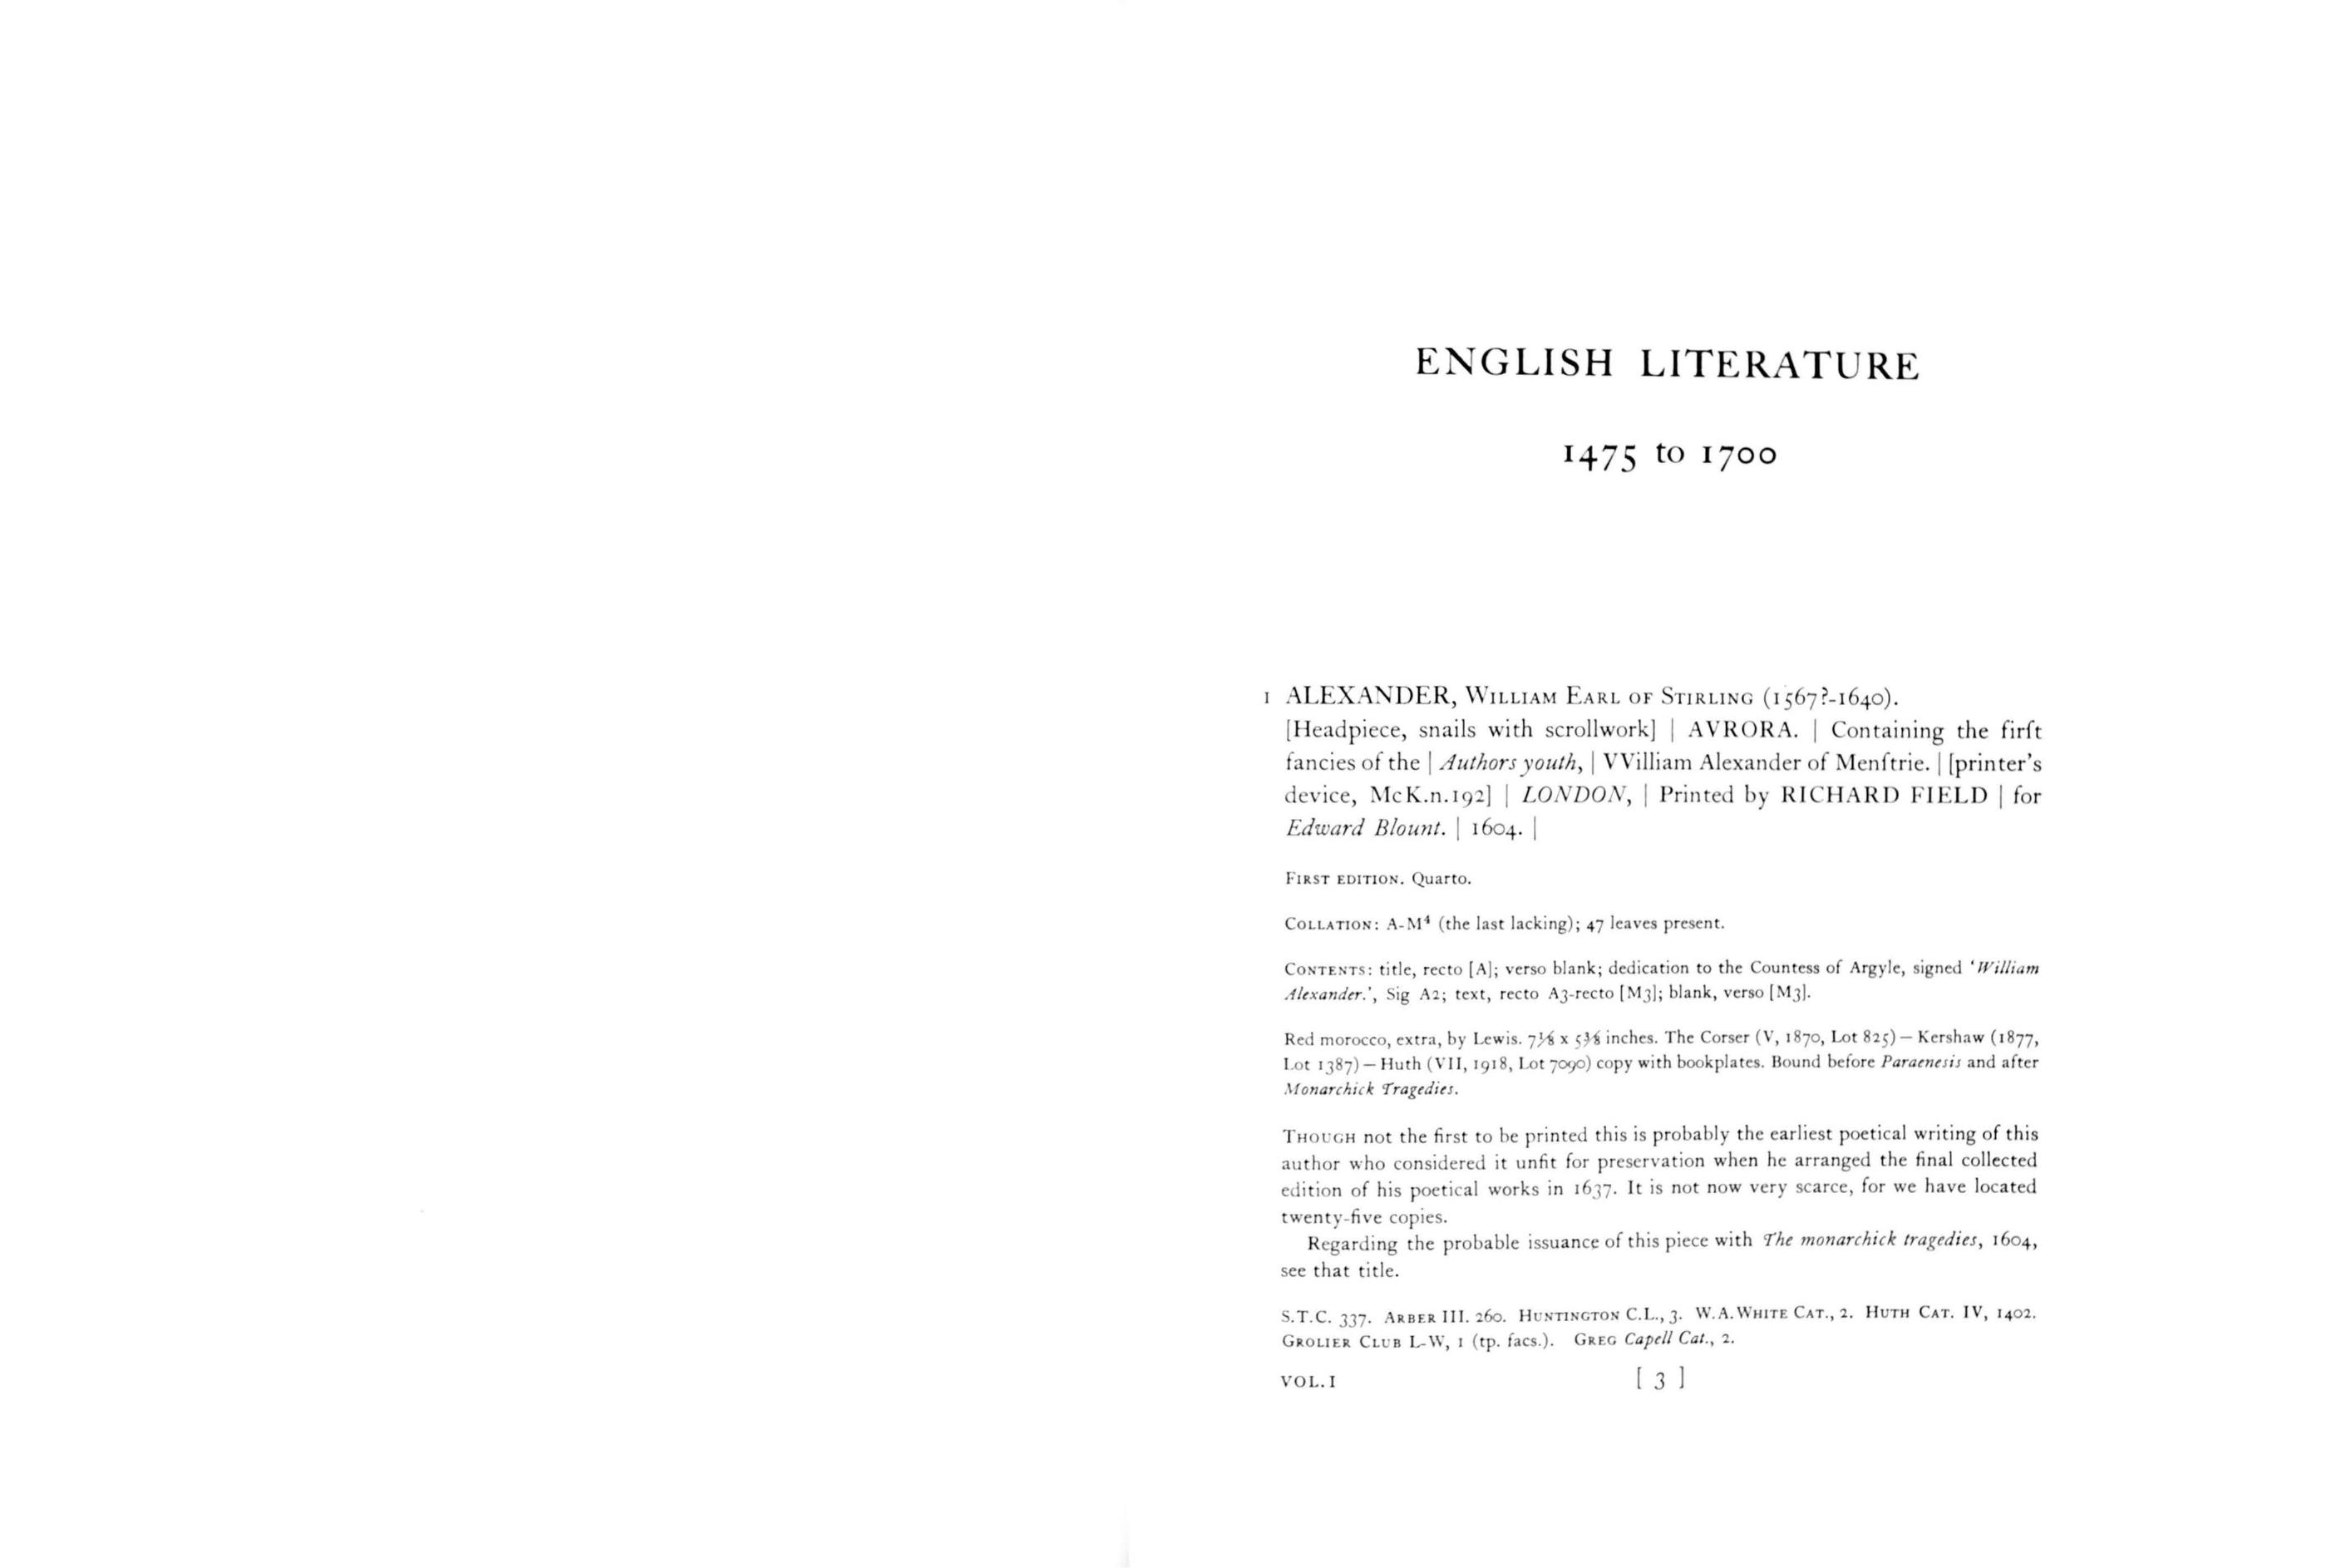 ENGLISH LITERATURE
1475 to 1700
1 ALEXANDER, WILLIAM EARL OF STIRLING (1567?-1640).
[Headpiece, snails with scrollwork] | AVRORA. | Containing the firſt
fancies of the | Authors youth, | VVilliam Alexander of Menſtrie. | [printer's
device, McK.n.192] | LONDON, | Printed by RICHARD FIELD | for
Edward Blount. | 1604. |
FIRST EDITION. Quarto.
COLLATION: A-M⁴ (the last lacking); 47 leaves present.
CONTENTS: title, recto [A]; verso blank; dedication to the Countess of Argyle, signed 'William
Alexander.', Sig A2; text, recto A3-recto [M3]; blank, verso [M3].
Red morocco, extra, by Lewis. 7⅛ x 5⅜ inches. The Corser (V, 1870, Lot 825) — Kershaw (1877,
Lot 1387) — Huth (VII, 1918, Lot 7090) copy with bookplates. Bound before Paraenesis and after
Monarchick Tragedies.
THOUGH not the first to be printed this is probably the earliest poetical writing of this
author who considered it unfit for preservation when he arranged the final collected
edition of his poetical works in 1637. It is not now very scarce, for we have located
twenty-five copies.
Regarding the probable issuance of this piece with The monarchick tragedies, 1604,
see that title.
S.T.C. 337. ARBER III. 260. HUNTINGTON C.L., 3. W.A.WHITE CAT., 2. HUTH CAT. IV, 1402.
GROLIER CLUB L-W, 1 (tp. facs.). GREG Capell Cat., 2.
VOL.I [ 3 ]